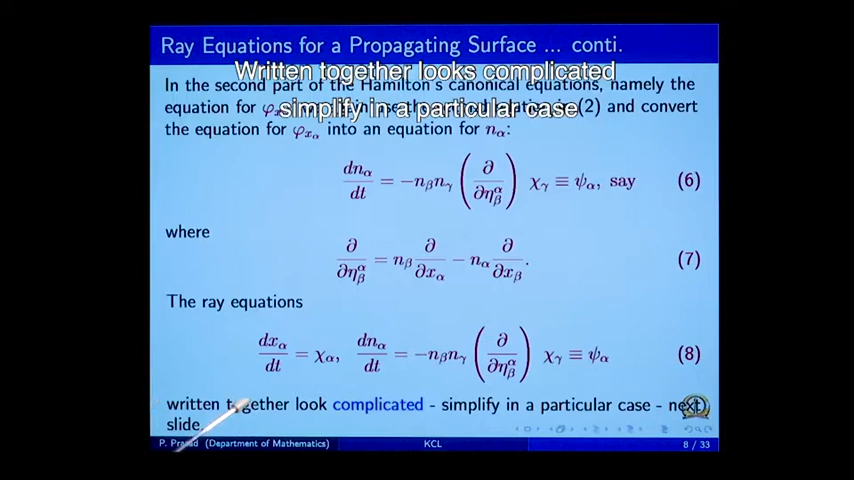 Ray Equations for a Propagating Surface ... conti.
Written together looks complicated
simplify in a particular case
In the second part of the Hamilton's canonical equations, namely the
equation for φ (2) and convert
the equation for φ_{x_α} into an equation for n_α:
dn_α/dt = −n_β n_γ (∂/∂η_β^α) χ_γ ≡ ψ_α, say (6)
where
∂/∂η_β^α = n_β ∂/∂x_α − n_α ∂/∂x_β. (7)
The ray equations
dx_α/dt = χ_α, dn_α/dt = −n_β n_γ (∂/∂η_β^α) χ_γ ≡ ψ_α (8)
written together look complicated - simplify in a particular case - next
slide.
P. Prasad (Department of Mathematics) KCL 8 / 33